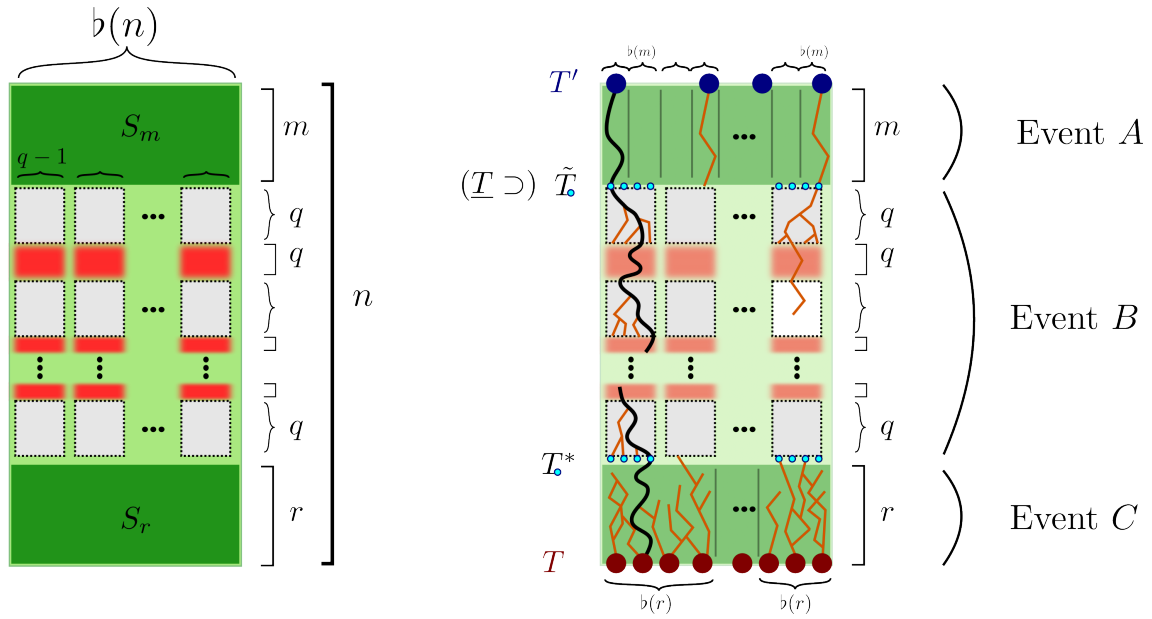 ♭(n)
S_m
m
q − 1
q
q
n
q
S_r
r
♭(m)
♭(m)
T′
m
Event A
(T̲ ⊃) T̃
q
q
Event B
q
T*
r
Event C
T
♭(r)
♭(r)